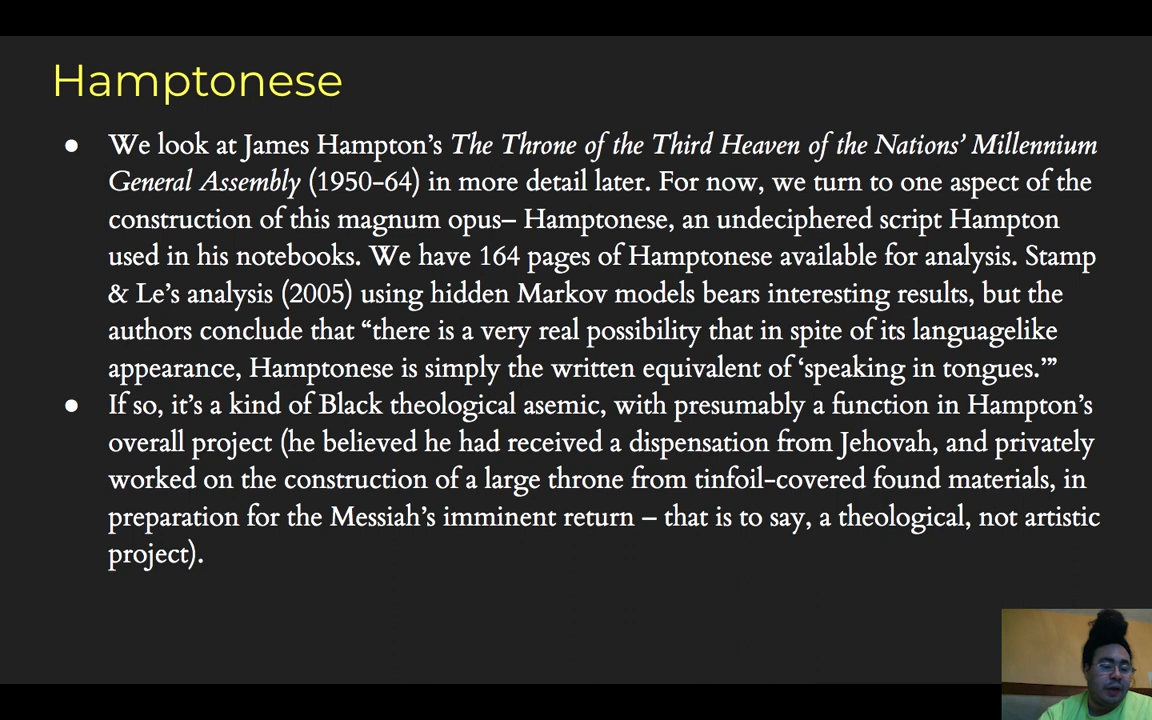 Hamptonese
● We look at James Hampton’s The Throne of the Third Heaven of the Nations’ Millennium
General Assembly (1950-64) in more detail later. For now, we turn to one aspect of the
construction of this magnum opus– Hamptonese, an undeciphered script Hampton
used in his notebooks. We have 164 pages of Hamptonese available for analysis. Stamp
& Le’s analysis (2005) using hidden Markov models bears interesting results, but the
authors conclude that “there is a very real possibility that in spite of its languagelike
appearance, Hamptonese is simply the written equivalent of ‘speaking in tongues.’”
● If so, it’s a kind of Black theological asemic, with presumably a function in Hampton’s
overall project (he believed he had received a dispensation from Jehovah, and privately
worked on the construction of a large throne from tinfoil-covered found materials, in
preparation for the Messiah’s imminent return – that is to say, a theological, not artistic
project).